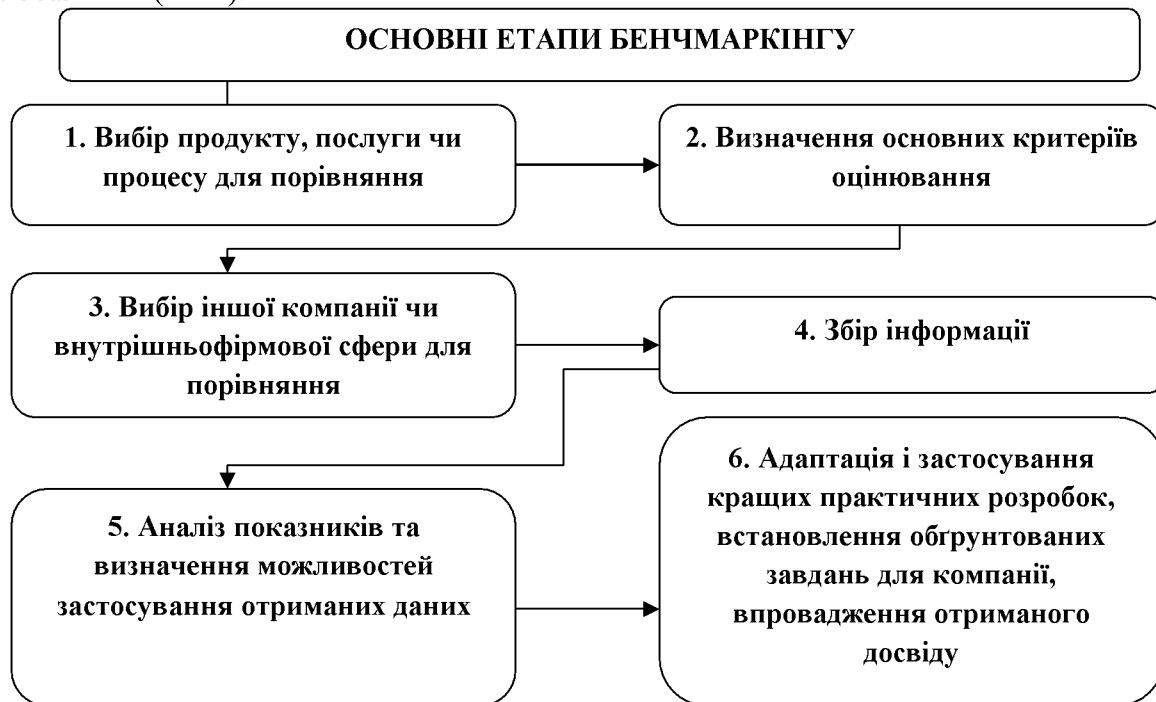 ОСНОВНІ ЕТАПИ БЕНЧМАРКІНГУ
1. Вибір продукту, послуги чи
процесу для порівняння
2. Визначення основних критеріїв
оцінювання
3. Вибір іншої компанії чи
внутрішньофірмової сфери для
порівняння
4. Збір інформації
5. Аналіз показників та
визначення можливостей
застосування отриманих даних
6. Адаптація і застосування
кращих практичних розробок,
встановлення обґрунтованих
завдань для компанії,
впровадження отриманого
досвіду